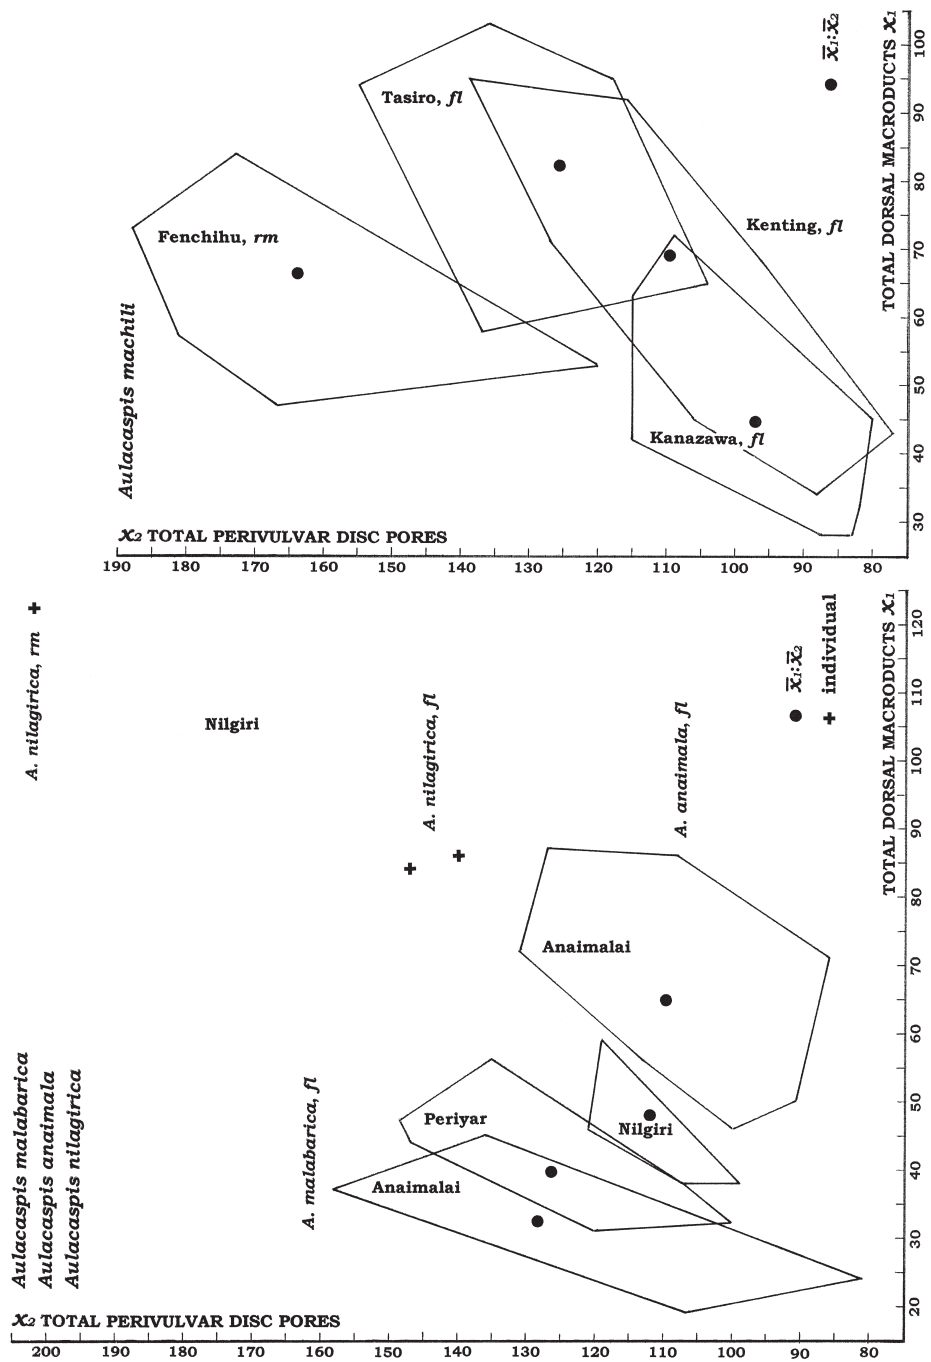 TOTAL DORSAL MACRODUCTS x1
100
90
80
70
60
50
40
30
x̄1:x̄2
Tasiro, fl
Fenchihu, rm
Kenting, fl
Kanazawa, fl
Aulacaspis machili
x2 TOTAL PERIVULVAR DISC PORES
190 180 170 160 150 140 130 120 110 100 90 80
TOTAL DORSAL MACRODUCTS x1
120
110
100
90
80
70
60
50
40
30
20
x̄1:x̄2
individual
A. nilagirica, rm
Nilgiri
A. nilagirica, fl
A. anaimala, fl
Anaimalai
Periyar
Nilgiri
Anaimalai
A. malabarica, fl
Aulacaspis malabarica
Aulacaspis anaimala
Aulacaspis nilagirica
x2 TOTAL PERIVULVAR DISC PORES
200 190 180 170 160 150 140 130 120 110 100 90 80